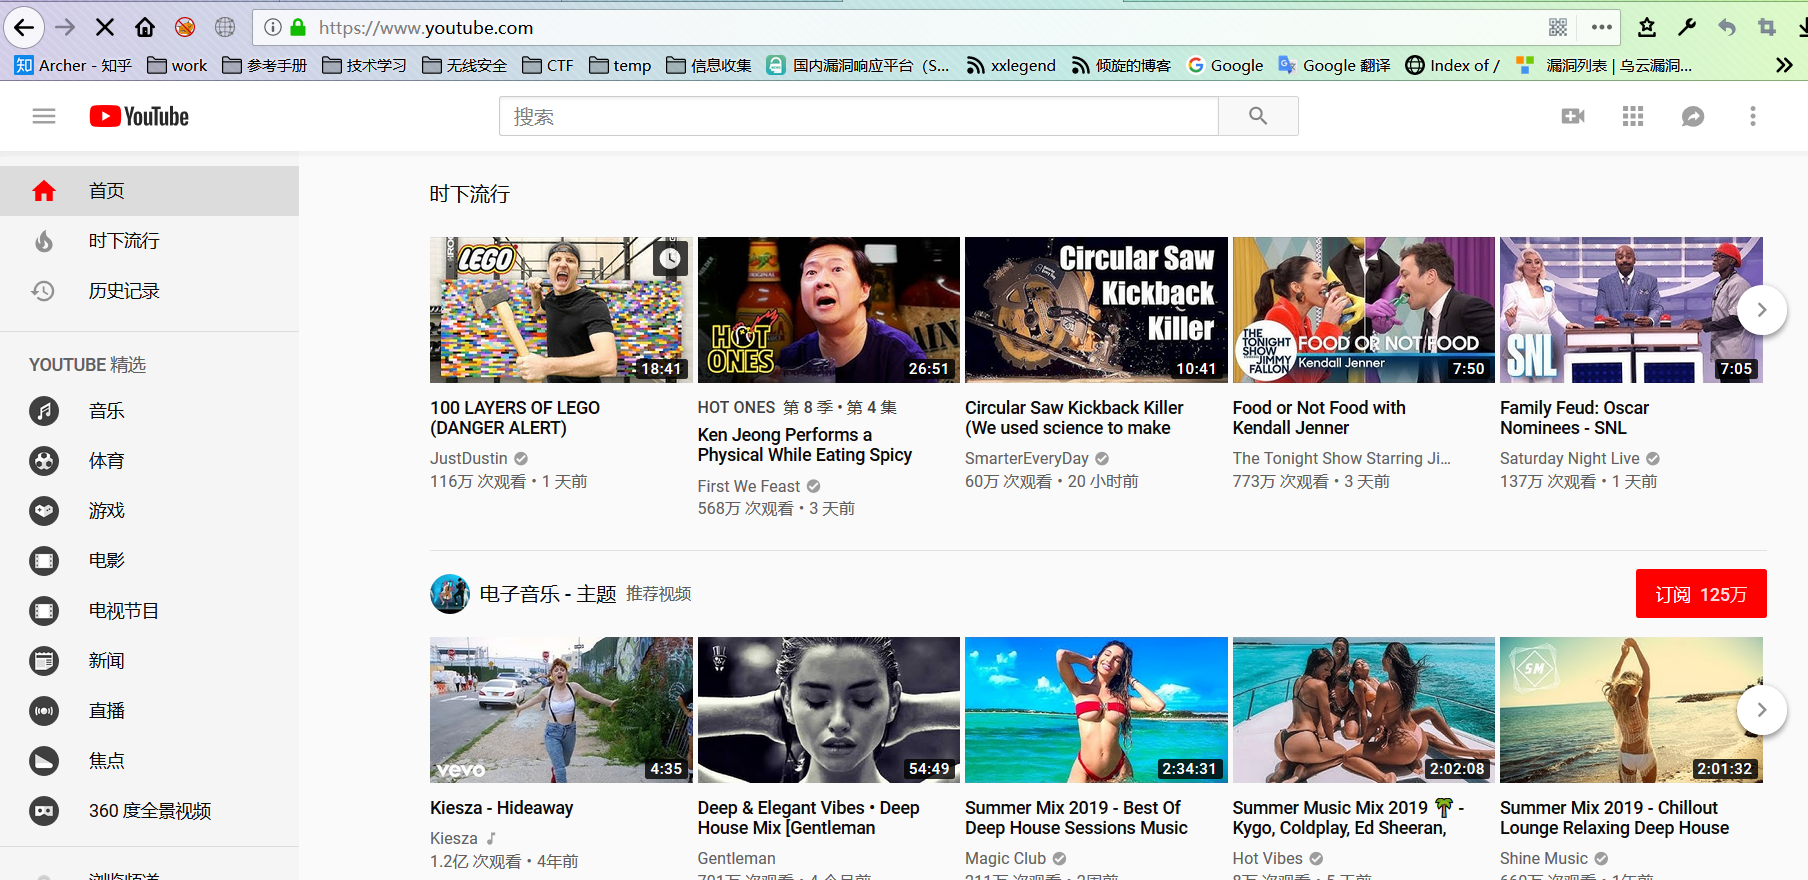 https://www.youtube.com
知 Archer - 知乎 work 参考手册 技术学习 无线安全 CTF temp 信息收集 国内漏洞响应平台（S... xxlegend 倾旋的博客 Google Google 翻译 Index of / 漏洞列表 | 乌云漏洞...
YouTube
搜索
首页
时下流行
历史记录
YOUTUBE 精选
音乐
体育
游戏
电影
电视节目
新闻
直播
焦点
360 度全景视频
浏览频道
时下流行
LEGO
18:41
100 LAYERS OF LEGO
(DANGER ALERT)
JustDustin
116万 次观看 • 1 天前
HOT
ONES
26:51
HOT ONES 第 8 季 • 第 4 集
Ken Jeong Performs a
Physical While Eating Spicy
First We Feast
568万 次观看 • 3 天前
Circular Saw
Kickback
Killer
10:41
Circular Saw Kickback Killer
(We used science to make
SmarterEveryDay
60万 次观看 • 20 小时前
THE
TONIGHT
SHOW
JIMMY
FALLON
FOOD OR NOT FOOD
Kendall Jenner
7:50
Food or Not Food with
Kendall Jenner
The Tonight Show Starring Ji...
773万 次观看 • 3 天前
SNL
7:05
Family Feud: Oscar
Nominees - SNL
Saturday Night Live
137万 次观看 • 1 天前
电子音乐 - 主题 推荐视频
订阅 125万
vevo
4:35
Kiesza - Hideaway
Kiesza
1.2亿 次观看 • 4年前
54:49
Deep & Elegant Vibes • Deep
House Mix [Gentleman
Gentleman
2:34:31
Summer Mix 2019 - Best Of
Deep House Sessions Music
Magic Club
2:02:08
Summer Music Mix 2019 🌴 -
Kygo, Coldplay, Ed Sheeran,
Hot Vibes
SM
2:01:32
Summer Mix 2019 - Chillout
Lounge Relaxing Deep House
Shine Music